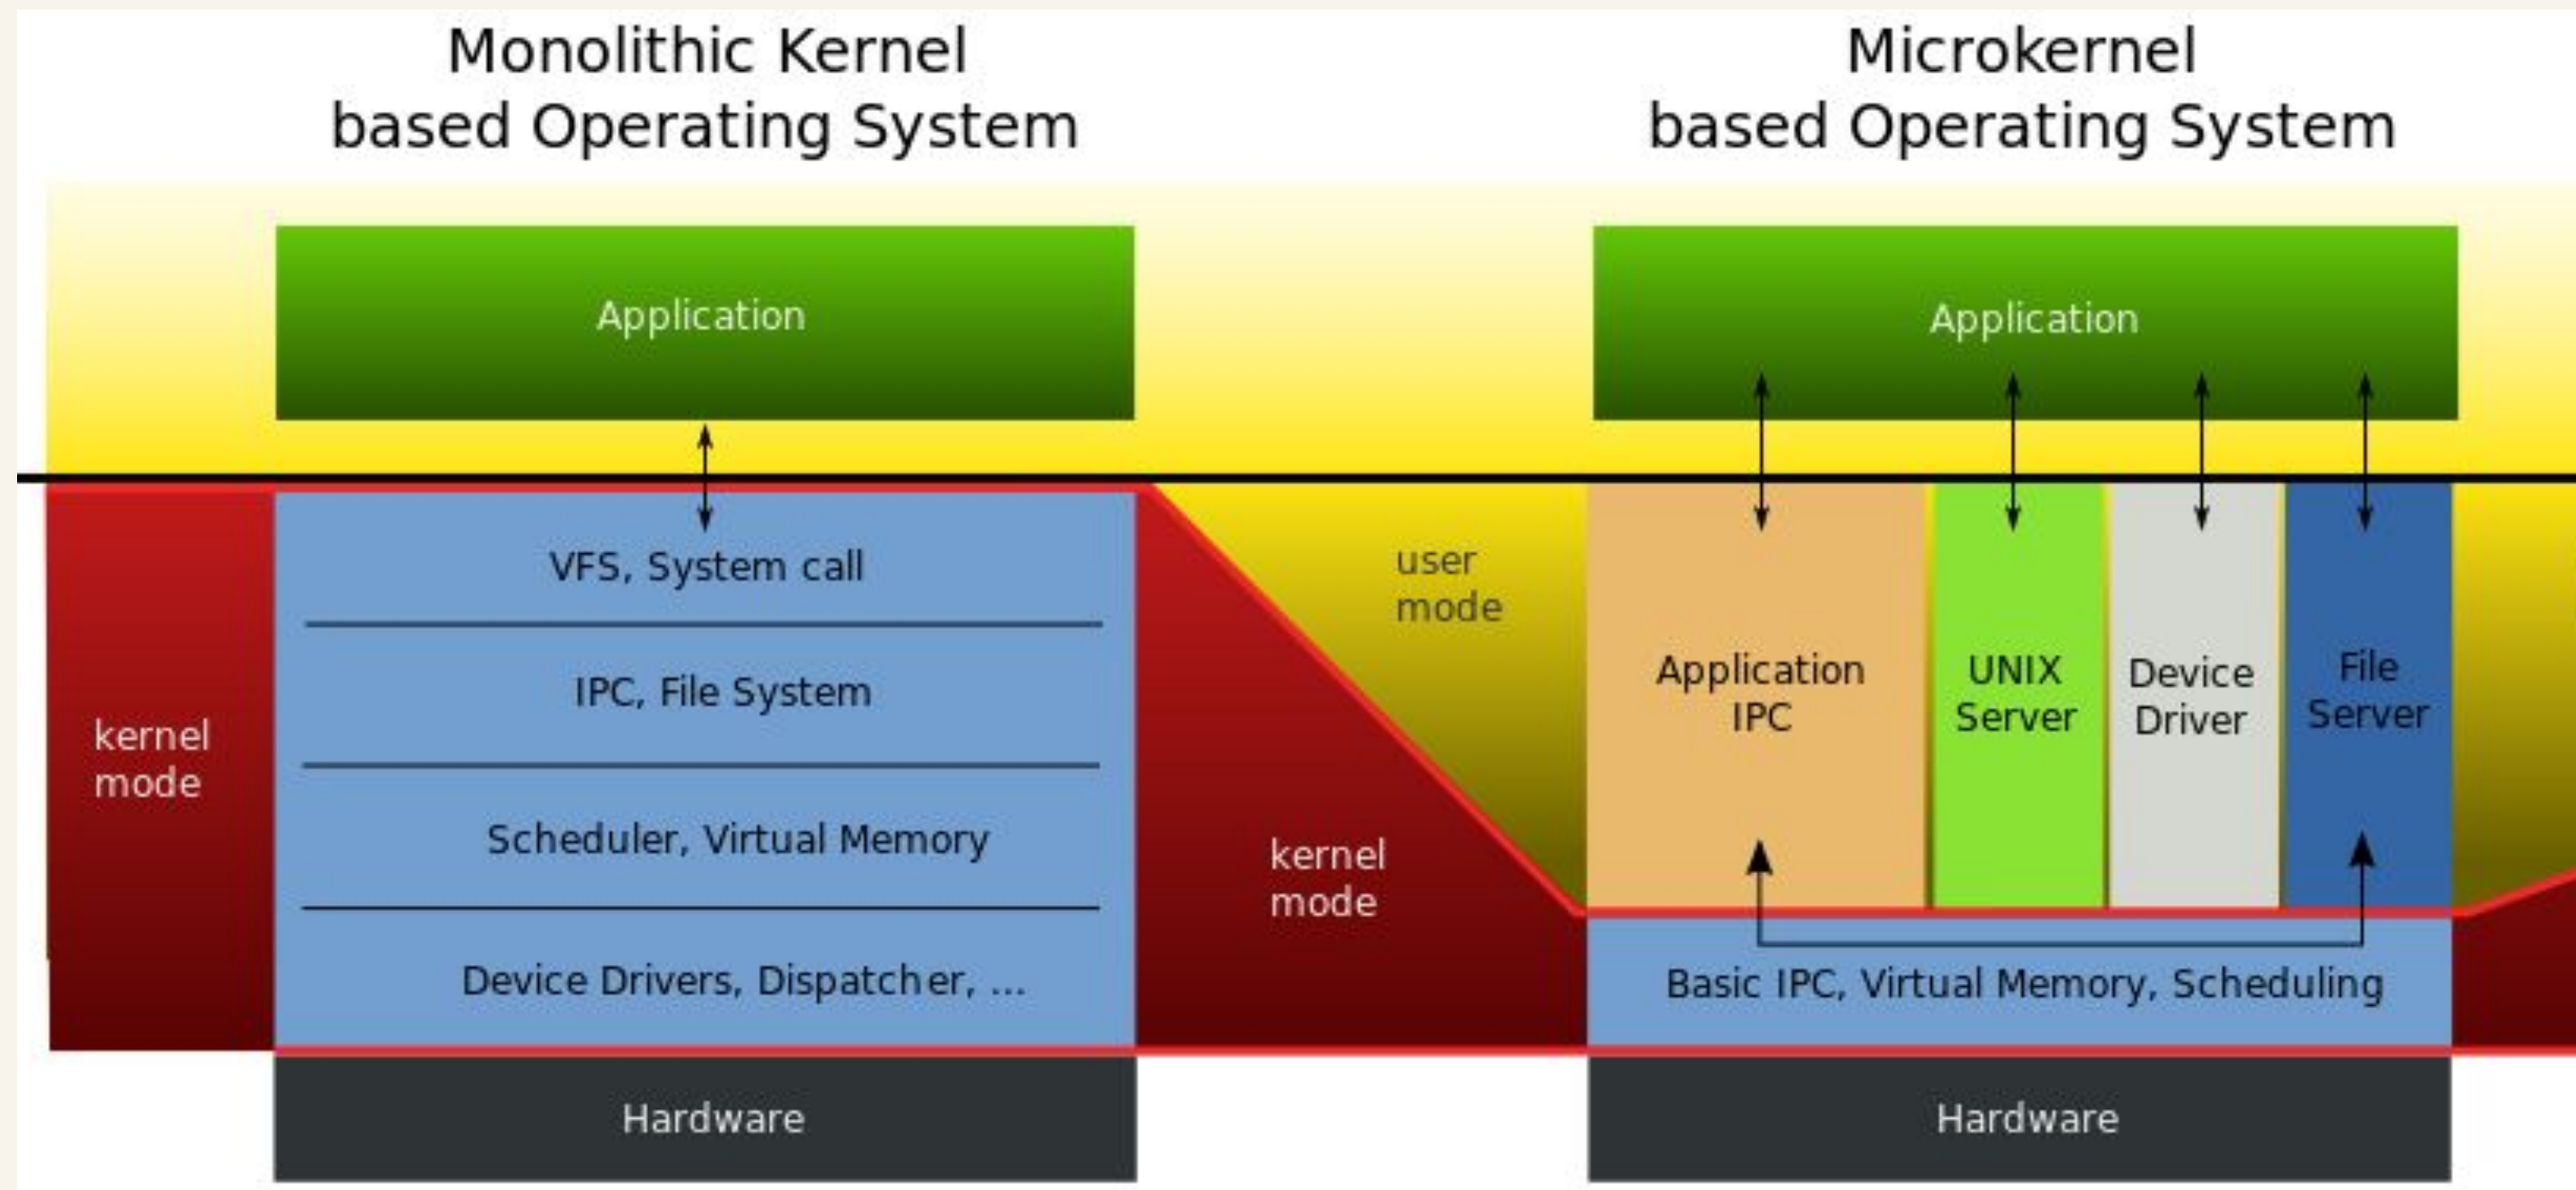 Monolithic Kernel
based Operating System
Microkernel
based Operating System
Application
Application
VFS, System call
IPC, File System
Scheduler, Virtual Memory
Device Drivers, Dispatcher, ...
kernel
mode
kernel
mode
user
mode
Application
IPC
UNIX
Server
Device
Driver
File
Server
Basic IPC, Virtual Memory, Scheduling
Hardware
Hardware